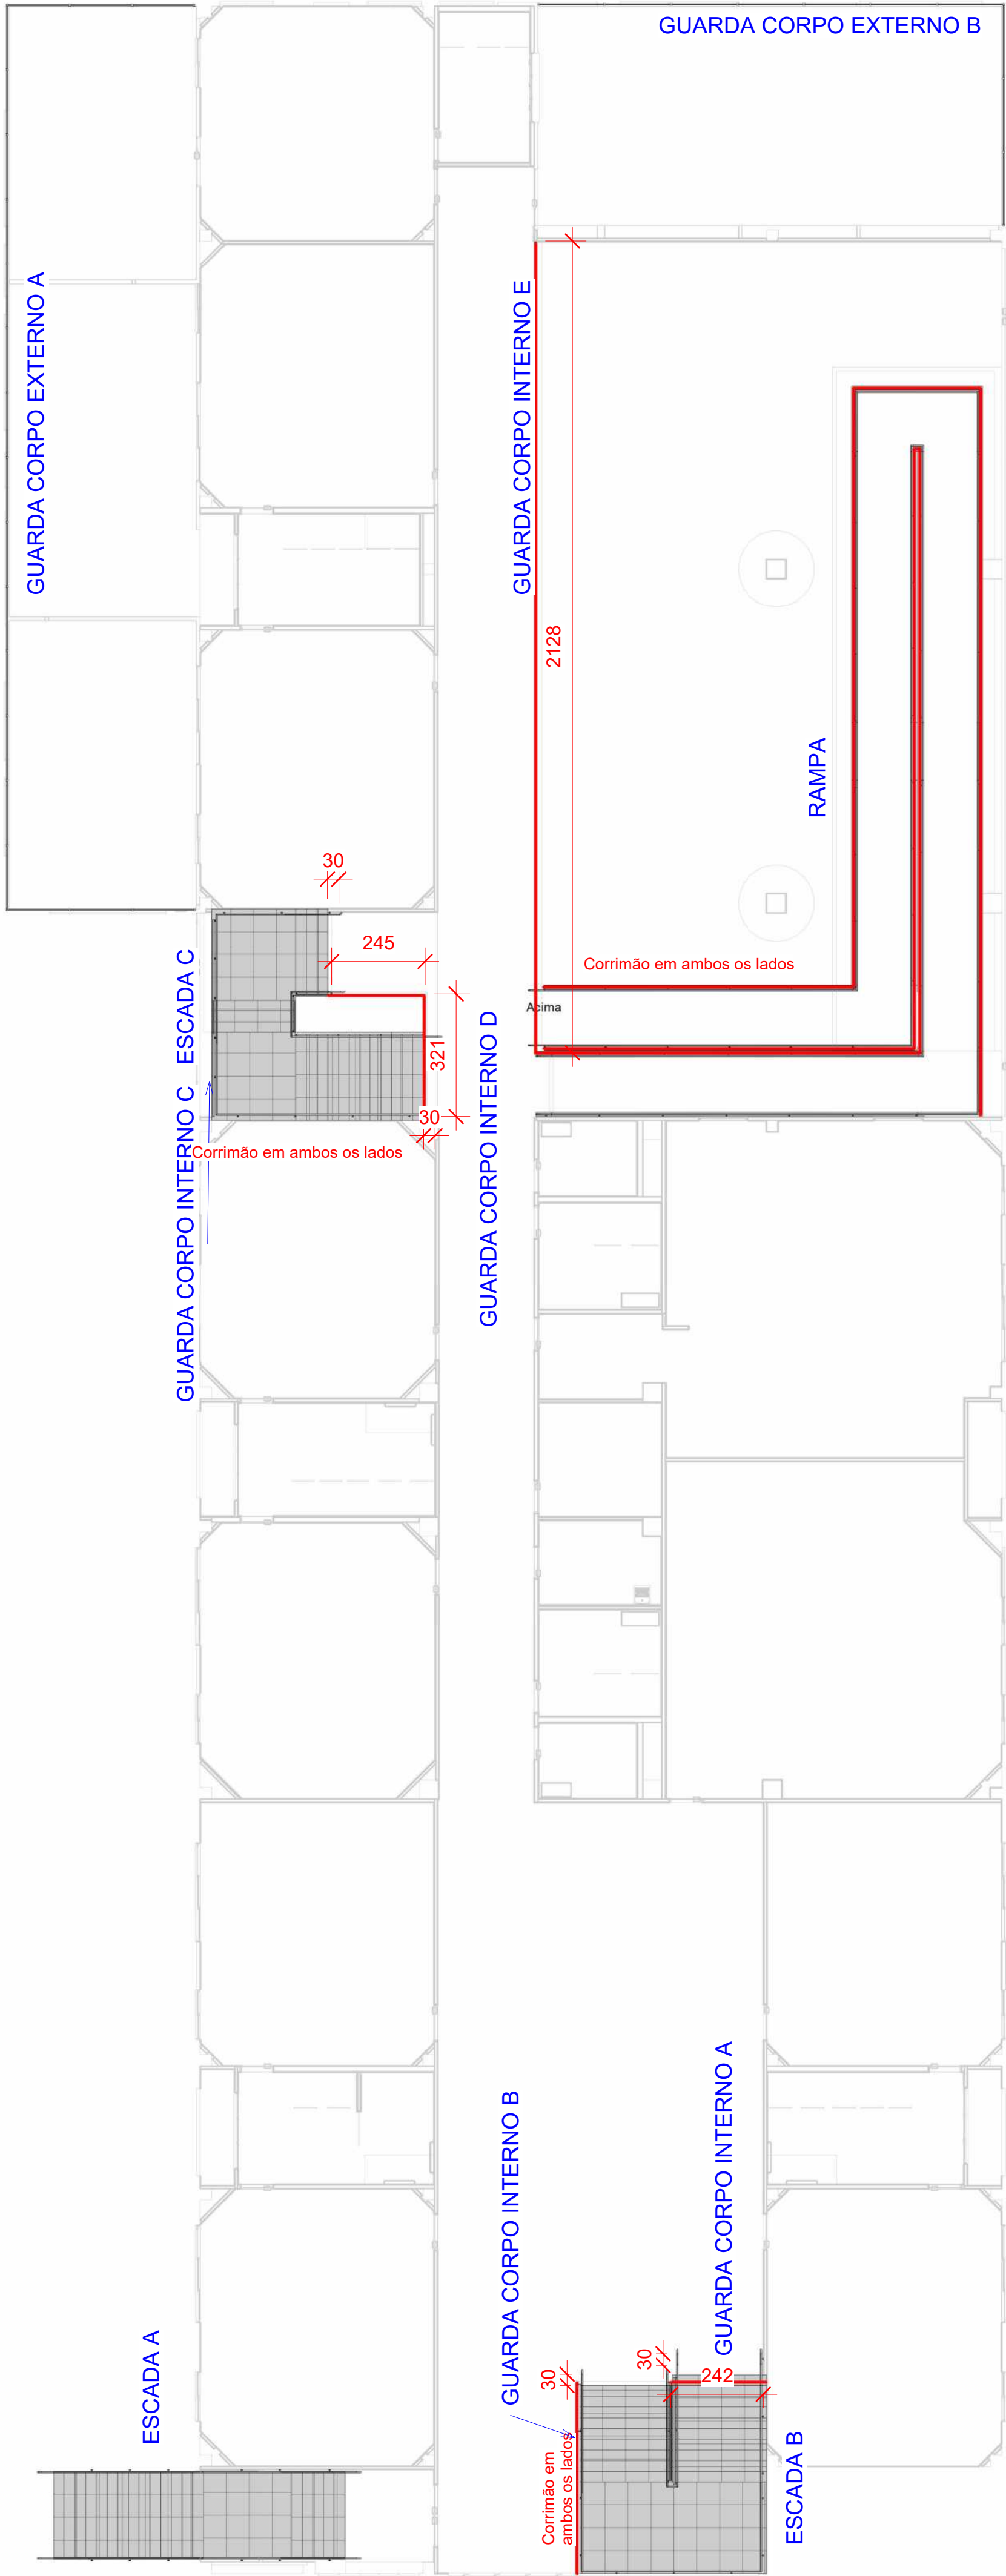 GUARDA CORPO EXTERNO B
GUARDA CORPO EXTERNO A
GUARDA CORPO INTERNO E
2128
RAMPA
30
245
Corrimão em ambos os lados
Acima
ESCADA C
321
GUARDA CORPO INTERNO D
30
Corrimão em ambos os lados
GUARDA CORPO INTERNO C
GUARDA CORPO INTERNO A
GUARDA CORPO INTERNO B
ESCADA A
30
30
242
Corrimão em
ambos os lados
ESCADA B